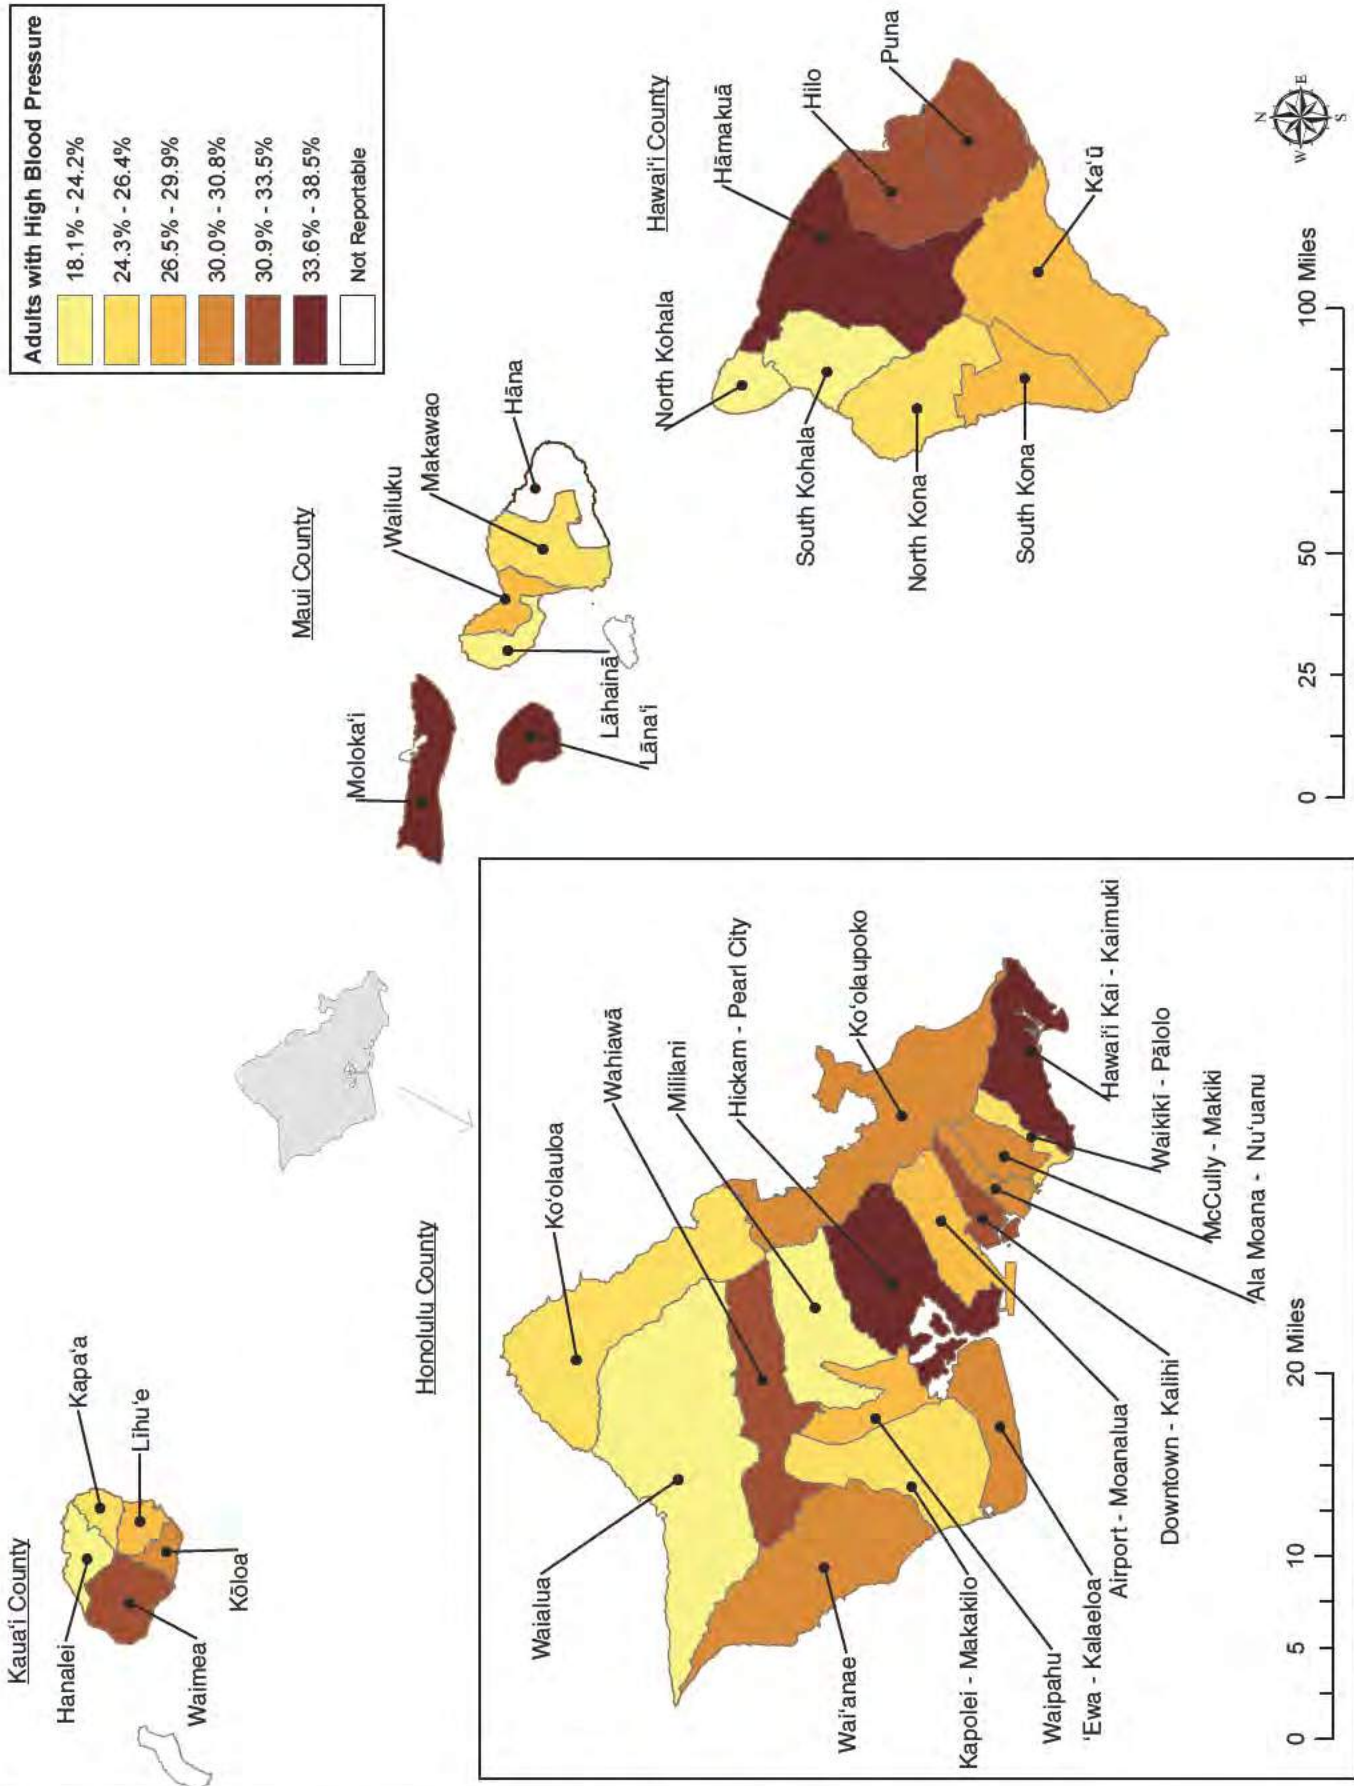 Adults with High Blood Pressure
18.1% - 24.2%
24.3% - 26.4%
26.5% - 29.9%
30.0% - 30.8%
30.9% - 33.5%
33.6% - 38.5%
Not Reportable
Kaua'i County
Hanalei
Kapa'a
Līhu'e
Waimea
Kōloa
Honolulu County
Maui County
Moloka'i
Wailuku
Makawao
Hāna
Lāhainā
Lāna'i
Hawai'i County
North Kohala
Hāmakuā
Hilo
Puna
South Kohala
North Kona
South Kona
Ka'ū
N
W
E
S
0
25
50
100 Miles
Ko'olauloa
Wahiawā
Mililani
Hickam - Pearl City
Ko'olaupoko
Waialua
Wai'anae
Kapolei - Makakilo
Waipahu
'Ewa - Kalaeloa
Airport - Moanalua
Downtown - Kalihi
Ala Moana - Nu'uanu
McCully - Makiki
Waikiki - Pālolo
Hawai'i Kai - Kaimuki
0
5
10
20 Miles